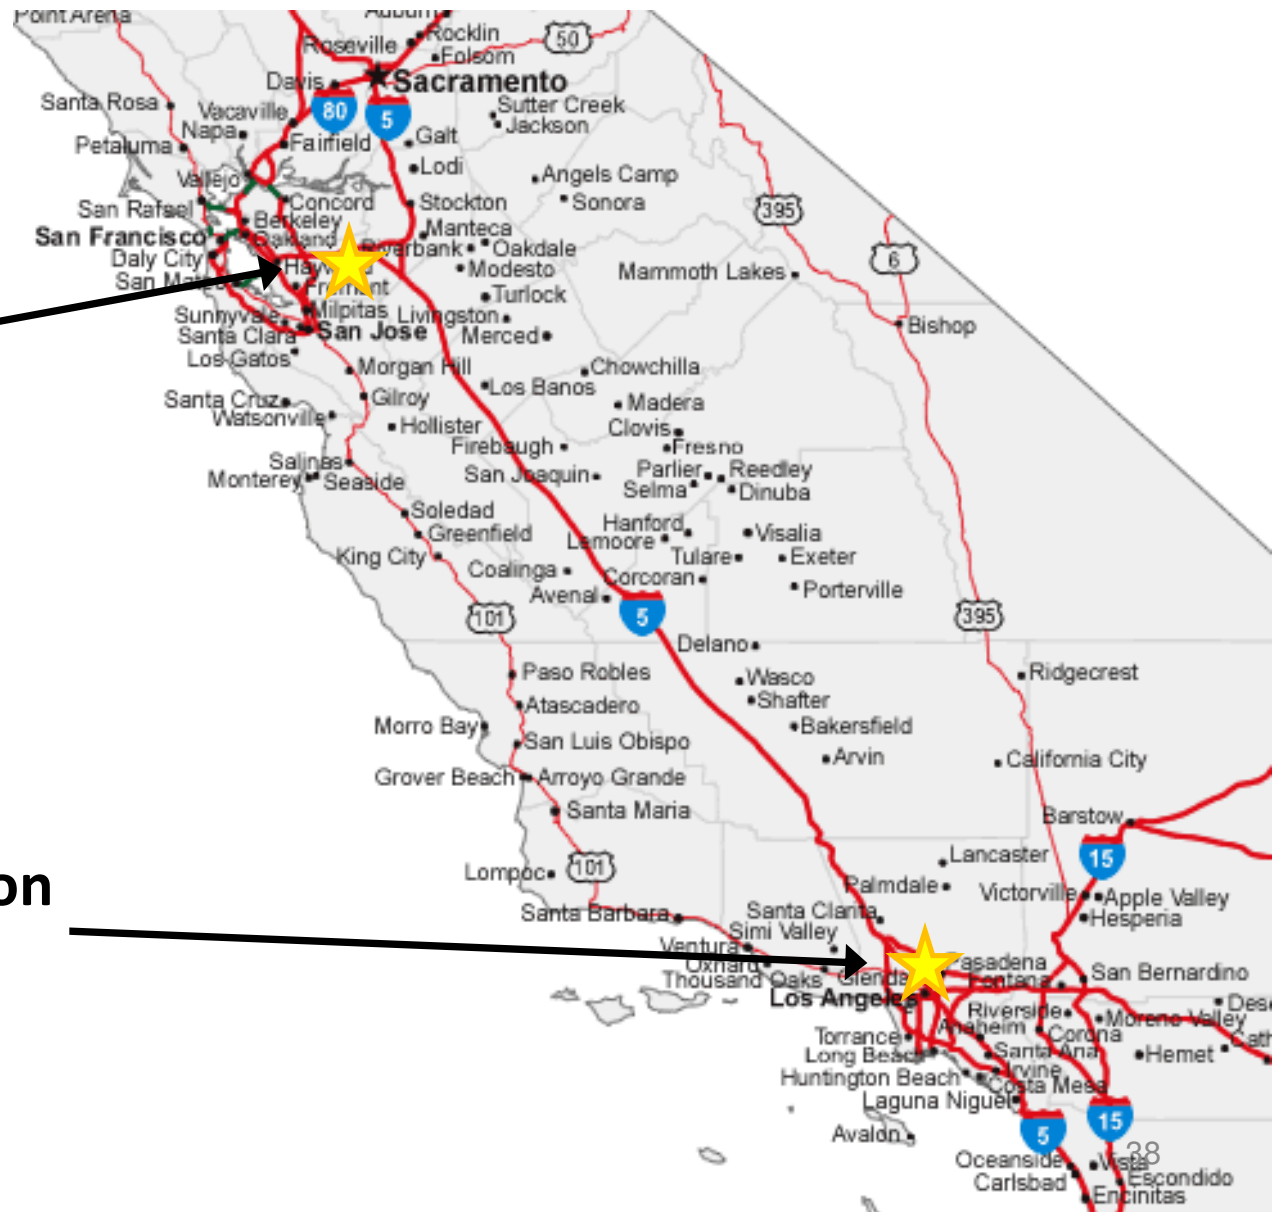 Point Arena
Auburn
Rocklin
Roseville
50
Folsom
Davis
Sacramento
Santa Rosa
Vacaville
80
5
Sutter Creek
Jackson
Napa
Petaluma
Fairfield
Galt
Lodi
Vallejo
Angels Camp
San Rafael
Concord
Stockton
Sonora
395
Berkeley
Manteca
San Francisco
Oakland
Riverbank
Oakdale
Daly City
Hayward
Modesto
Mammoth Lakes
6
San Mateo
Fremont
Turlock
Sunnyvale
Milpitas
Livingston
Santa Clara
San Jose
Merced
Bishop
Los Gatos
Morgan Hill
Chowchilla
Los Banos
Santa Cruz
Gilroy
Madera
Watsonville
Hollister
Clovis
Firebaugh
Fresno
Salinas
San Joaquin
Parlier
Reedley
Monterey
Seaside
Selma
Dinuba
Soledad
Hanford
Greenfield
Lemoore
Visalia
King City
Tulare
Exeter
Coalinga
Corcoran
Avenal
Porterville
101
5
395
Delano
Paso Robles
Wasco
Ridgecrest
Shafter
Atascadero
Morro Bay
Bakersfield
San Luis Obispo
Arvin
California City
Grover Beach
Arroyo Grande
Santa Maria
Barstow
15
101
Lancaster
Lompoc
Palmdale
Victorville
Apple Valley
on
Santa Barbara
Santa Clarita
Hesperia
Simi Valley
Ventura
Oxnard
Pasadena
Thousand Oaks
Glenda
Fontana
San Bernardino
Los Angeles
Riverside
Moreno Valley
Des
Torrance
Anaheim
Corona
Cath
Long Beach
Santa Ana
Hemet
Huntington Beach
Irvine
Costa Mesa
Laguna Niguel
15
Avalon
5
38
Oceanside
Vista
Carlsbad
Escondido
Encinitas